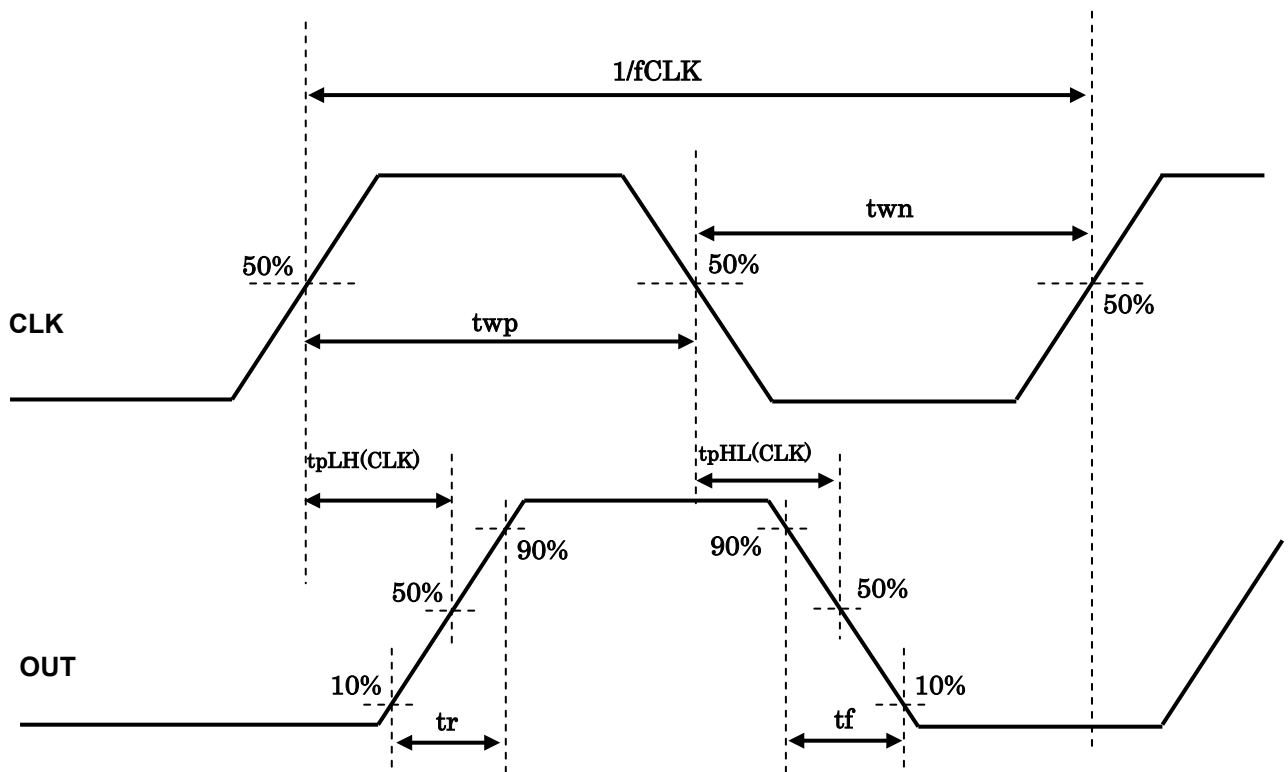 1/fCLK
twn
50%
50%
50%
CLK
twp
tpLH(CLK)
tpHL(CLK)
90%
90%
50%
50%
OUT
10%
10%
tr
tf